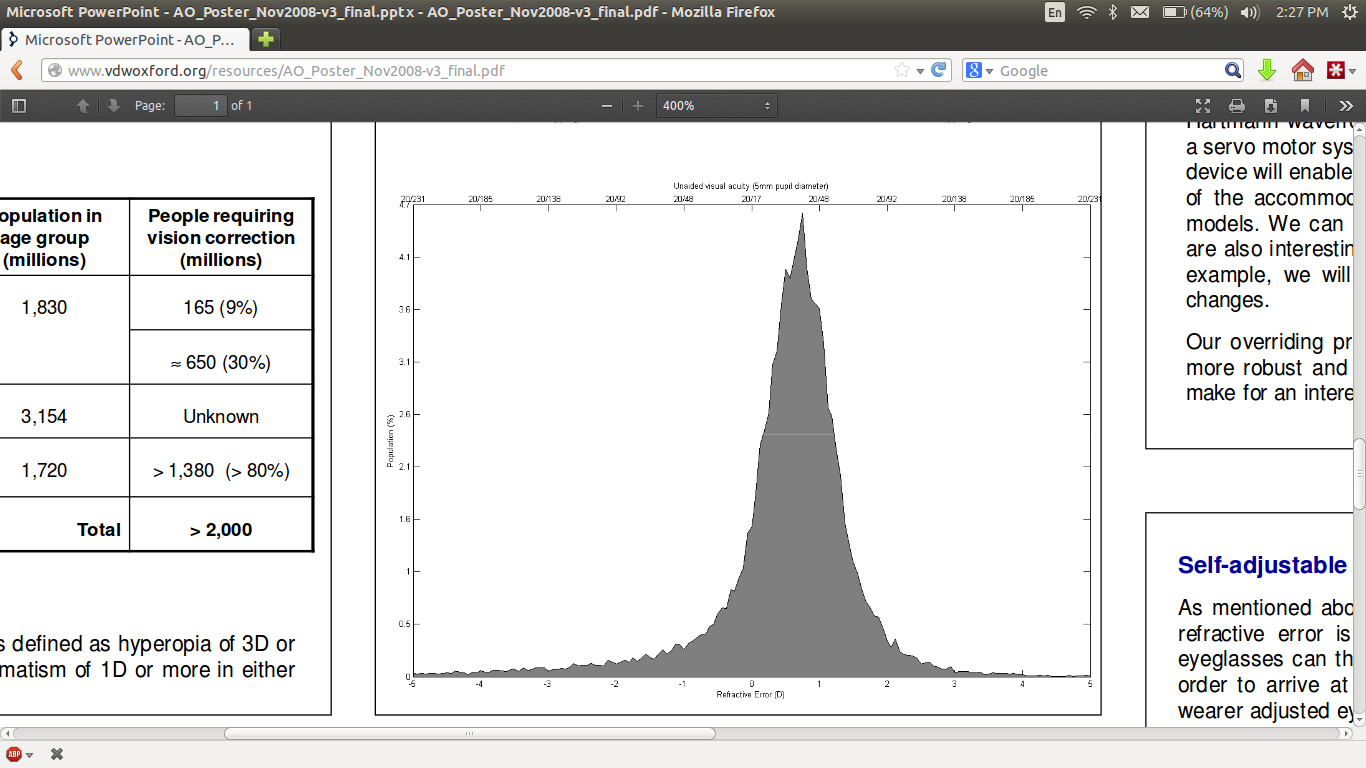 Microsoft PowerPoint - AO_Poster_Nov2008-v3_final.pptx - AO_Poster_Nov2008-v3_final.pdf - Mozilla Firefox
En
(64%)
2:27 PM
Microsoft PowerPoint - AO_P...
www.vdwoxford.org/resources/AO_Poster_Nov2008-v3_final.pdf
Google
Page: 1 of 1
400%
opulation in
age group
(millions)
People requiring
vision correction
(millions)
1,830
165 (9%)
≈ 650 (30%)
3,154
Unknown
1,720
> 1,380 (> 80%)
Total
> 2,000
s defined as hyperopia of 3D or
matism of 1D or more in either
Unaided visual acuity (5mm pupil diameter)
20/231 20/185 20/138 20/92 20/48 20/17 20/48 20/92 20/138 20/185 20/231
4.7
4.1
3.6
3.1
2.6
2.1
1.6
1
0.5
0
Population (%)
-5 -4 -3 -2 -1 0 1 2 3 4 5
Refractive Error (D)
Hartmann wavefr
a servo motor sys
device will enable
of the accommod
models. We can
are also interestin
example, we will
changes.
Our overriding pr
more robust and
make for an intere
Self-adjustable
As mentioned abo
refractive error is
eyeglasses can th
order to arrive at
wearer adjusted ey
ABP